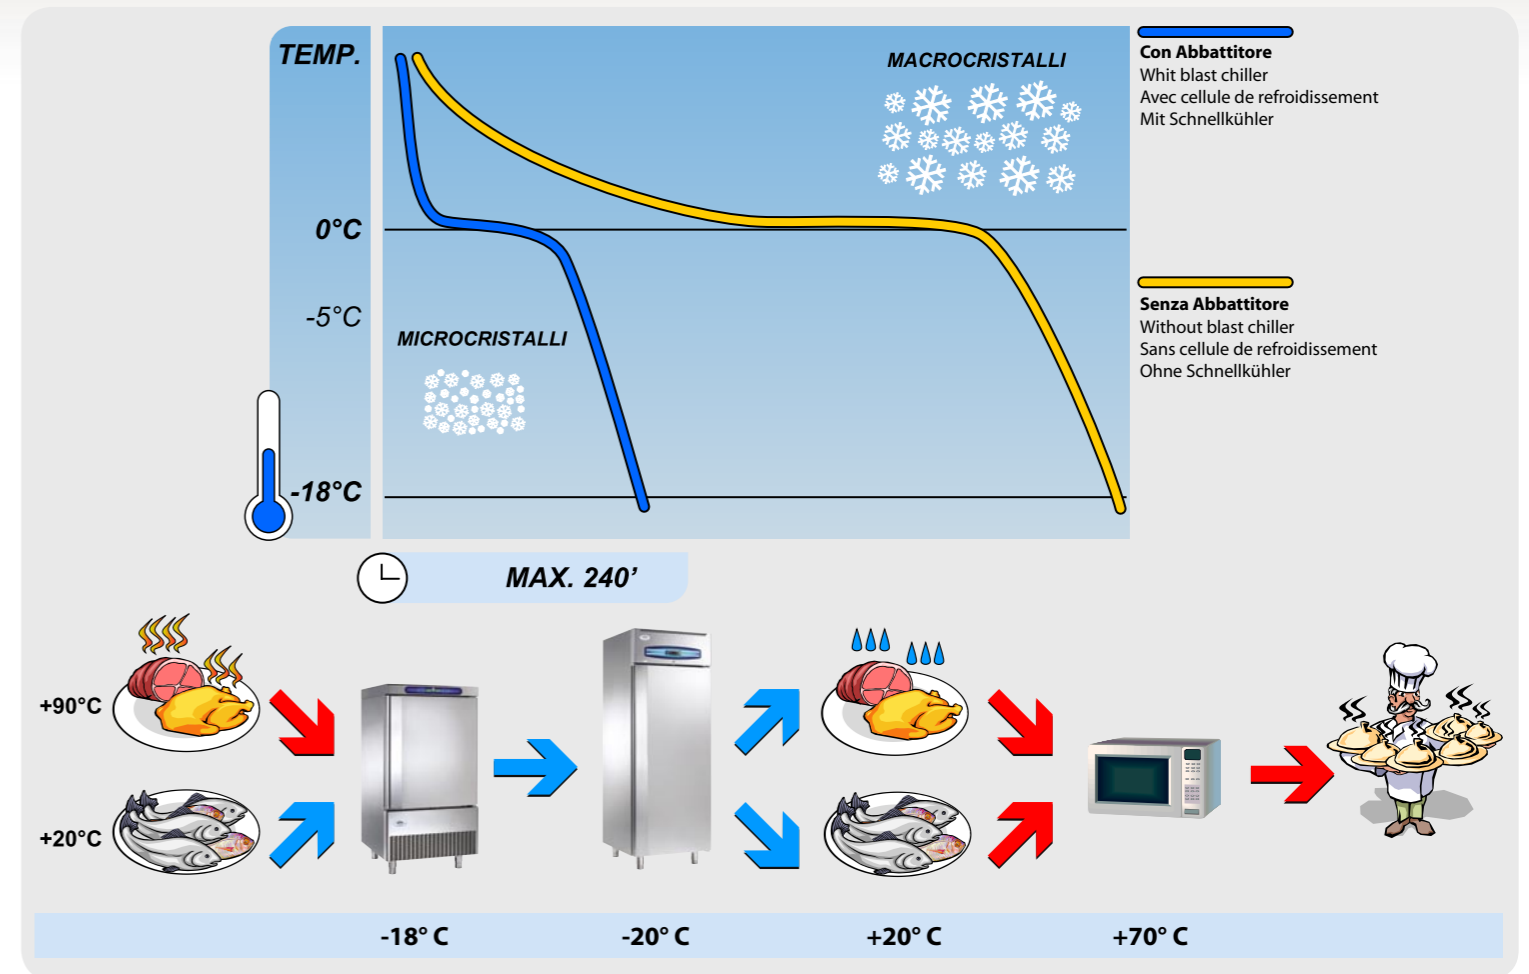 TEMP.
MACROCRISTALLI
Con Abbattitore
Whit blast chiller
Avec cellule de refroidissement
Mit Schnellkühler
0°C
-5°C
MICROCRISTALLI
Senza Abbattitore
Without blast chiller
Sans cellule de refroidissement
Ohne Schnellkühler
-18°C
MAX. 240’
+90°C
+20°C
-18° C
-20° C
+20° C
+70° C